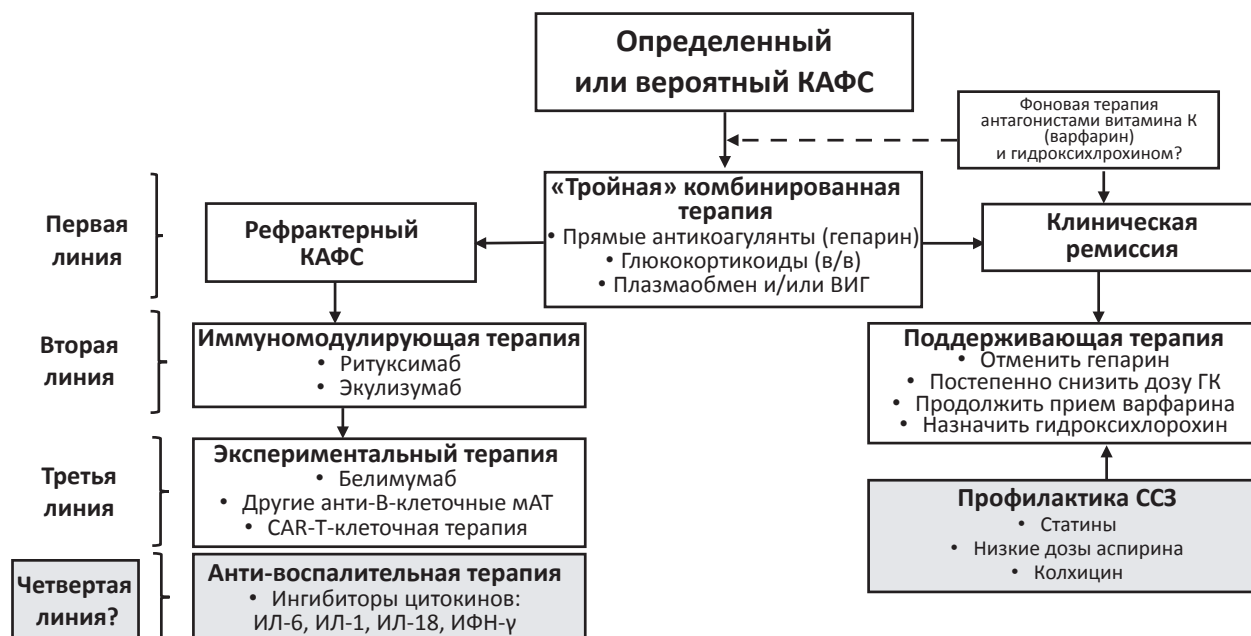 Определенный
или вероятный КАФС
Фоновая терапия
антагонистами витамина К
(варфарин)
и гидроксихлрохином?
Первая
линия
Рефрактерный
КАФС
«Тройная» комбинированная
терапия
• Прямые антикоагулянты (гепарин)
• Глюкокортикоиды (в/в)
• Плазмаобмен и/или ВИГ
Клиническая
ремиссия
Вторая
линия
Иммуномодулирующая терапия
• Ритуксимаб
• Экулизумаб
Поддерживающая терапия
• Отменить гепарин
• Постепенно снизить дозу ГК
• Продолжить прием варфарина
• Назначить гидроксихлорохин
Третья
линия
Экспериментальный терапия
• Белимумаб
• Другие анти-В-клеточные мАТ
• CAR-T-клеточная терапия
Профилактика ССЗ
• Статины
• Низкие дозы аспирина
• Колхицин
Четвертая
линия?
Анти-воспалительная терапия
• Ингибиторы цитокинов:
ИЛ-6, ИЛ-1, ИЛ-18, ИФН-γ